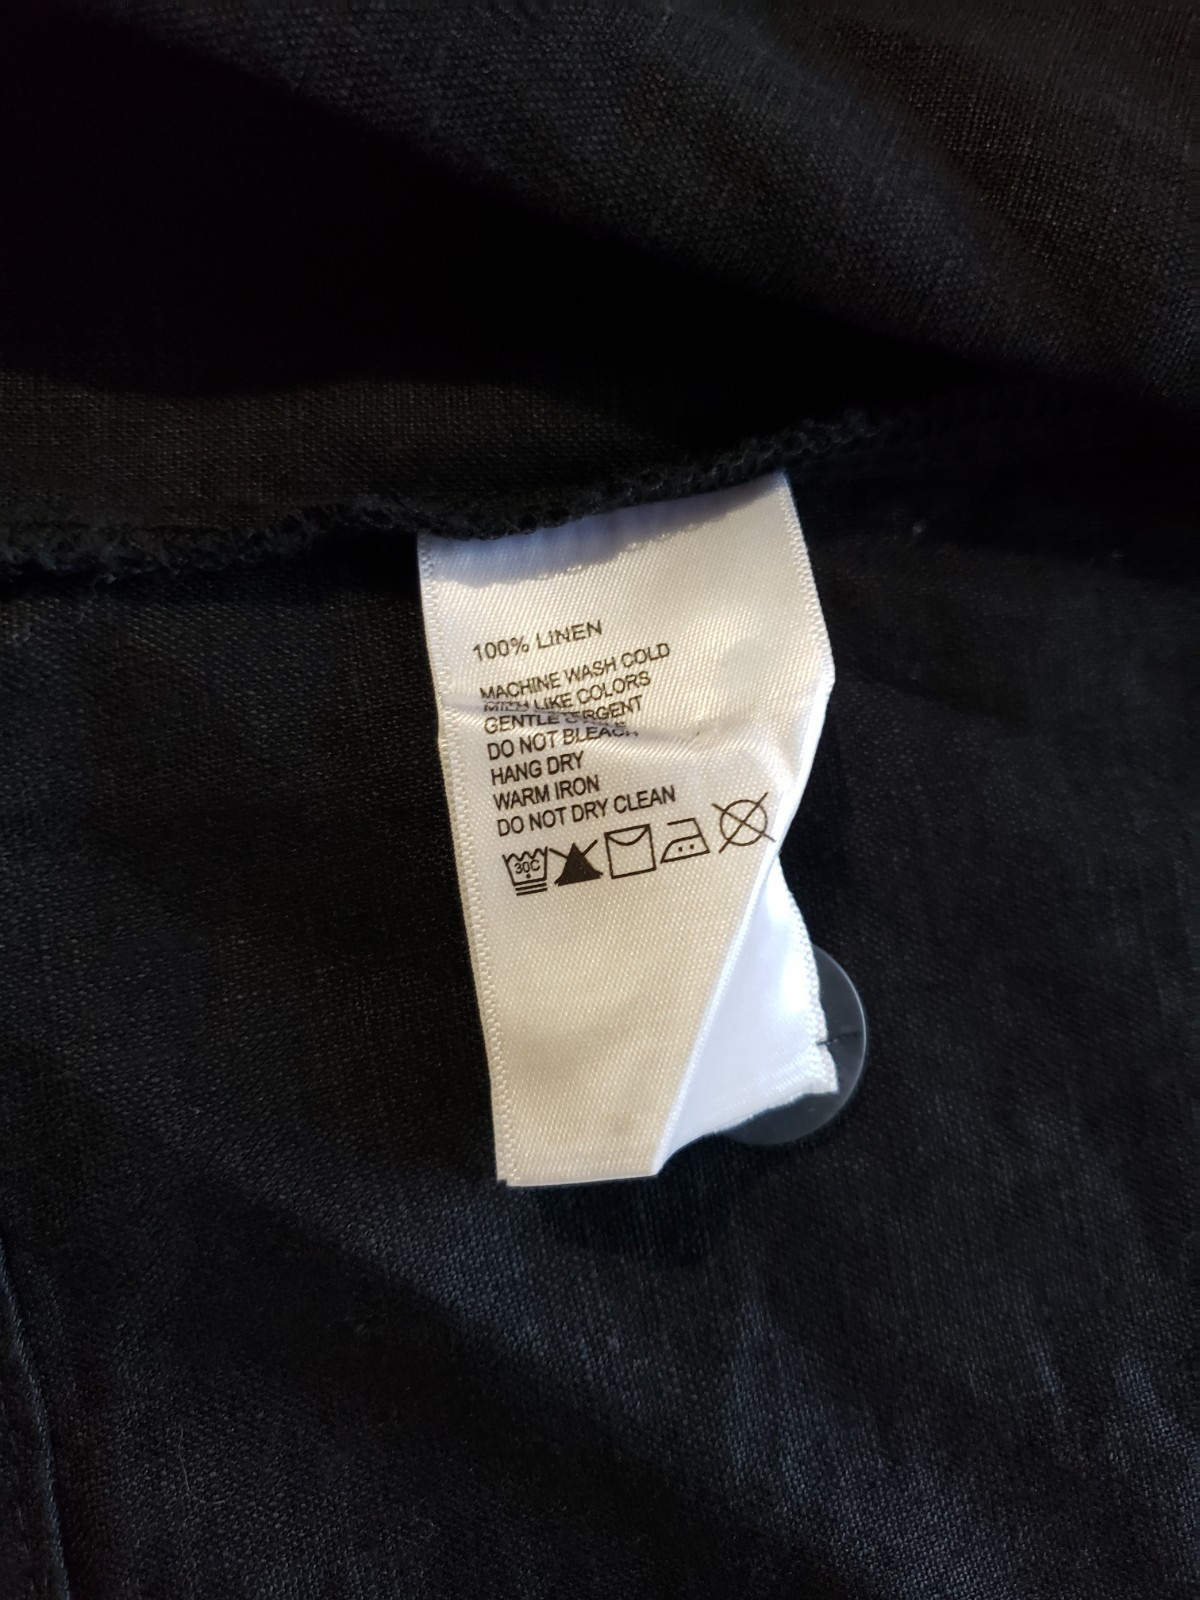 100% LINEN
MACHINE WASH COLD
LIKE COLORS
GENTLE
DO NOT BLEACH
HANG DRY
WARM IRON
DO NOT DRY CLEAN
30C